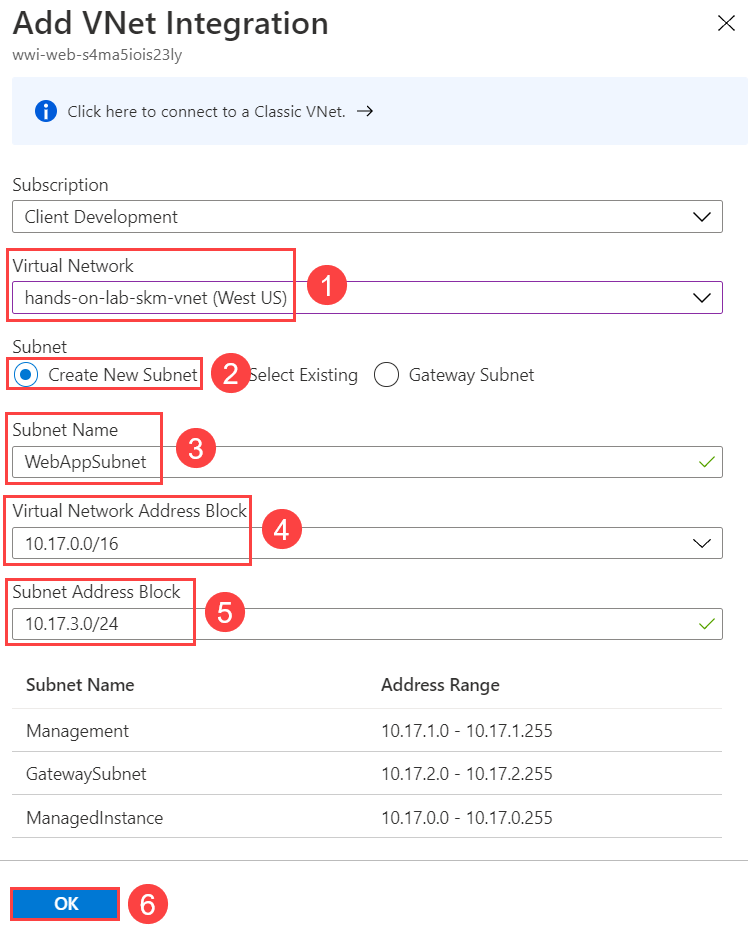 Add VNet Integration
wwi-web-s4ma5iois23ly
Click here to connect to a Classic VNet. →
Subscription
Client Development
Virtual Network
hands-on-lab-skm-vnet (West US)
1
Subnet
Create New Subnet 2 Select Existing Gateway Subnet
Subnet Name
WebAppSubnet
3
Virtual Network Address Block
10.17.0.0/16
4
Subnet Address Block
10.17.3.0/24
5
Subnet Name Address Range
Management 10.17.1.0 - 10.17.1.255
GatewaySubnet 10.17.2.0 - 10.17.2.255
ManagedInstance 10.17.0.0 - 10.17.0.255
OK 6